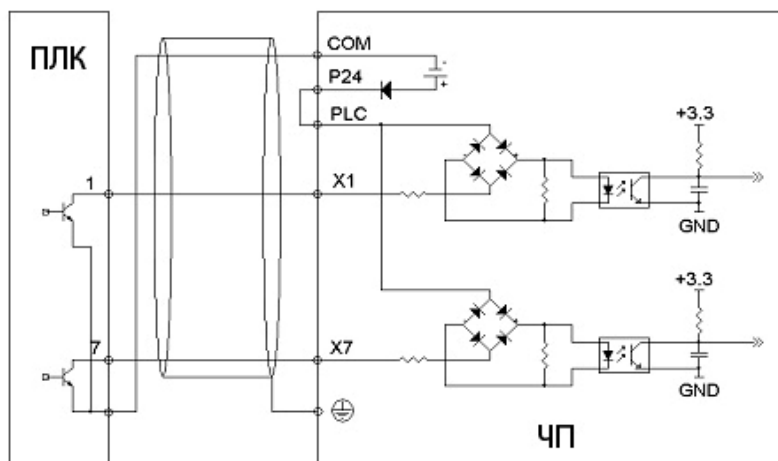 ПЛК
COM
P24
PLC
-
+
+3.3
1
X1
GND
+3.3
7
X7
GND
ЧП